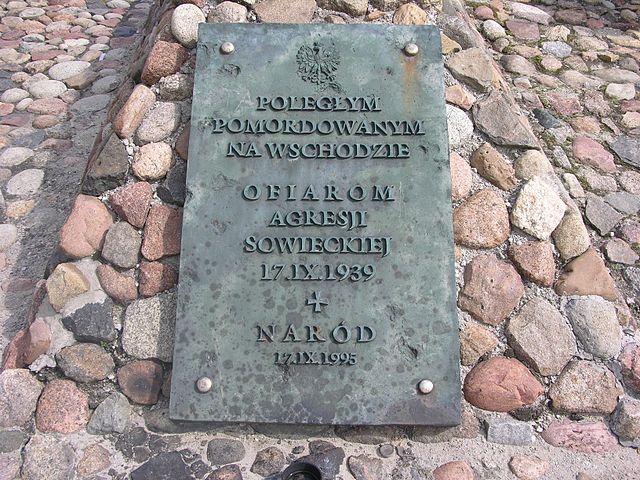 POLEGŁYM
POMORDOWANYM
NA WSCHODZIE
OFIAROM
AGRESJI
SOWIECKIEJ
17.IX.1939
NARÓD
17.IX.1995